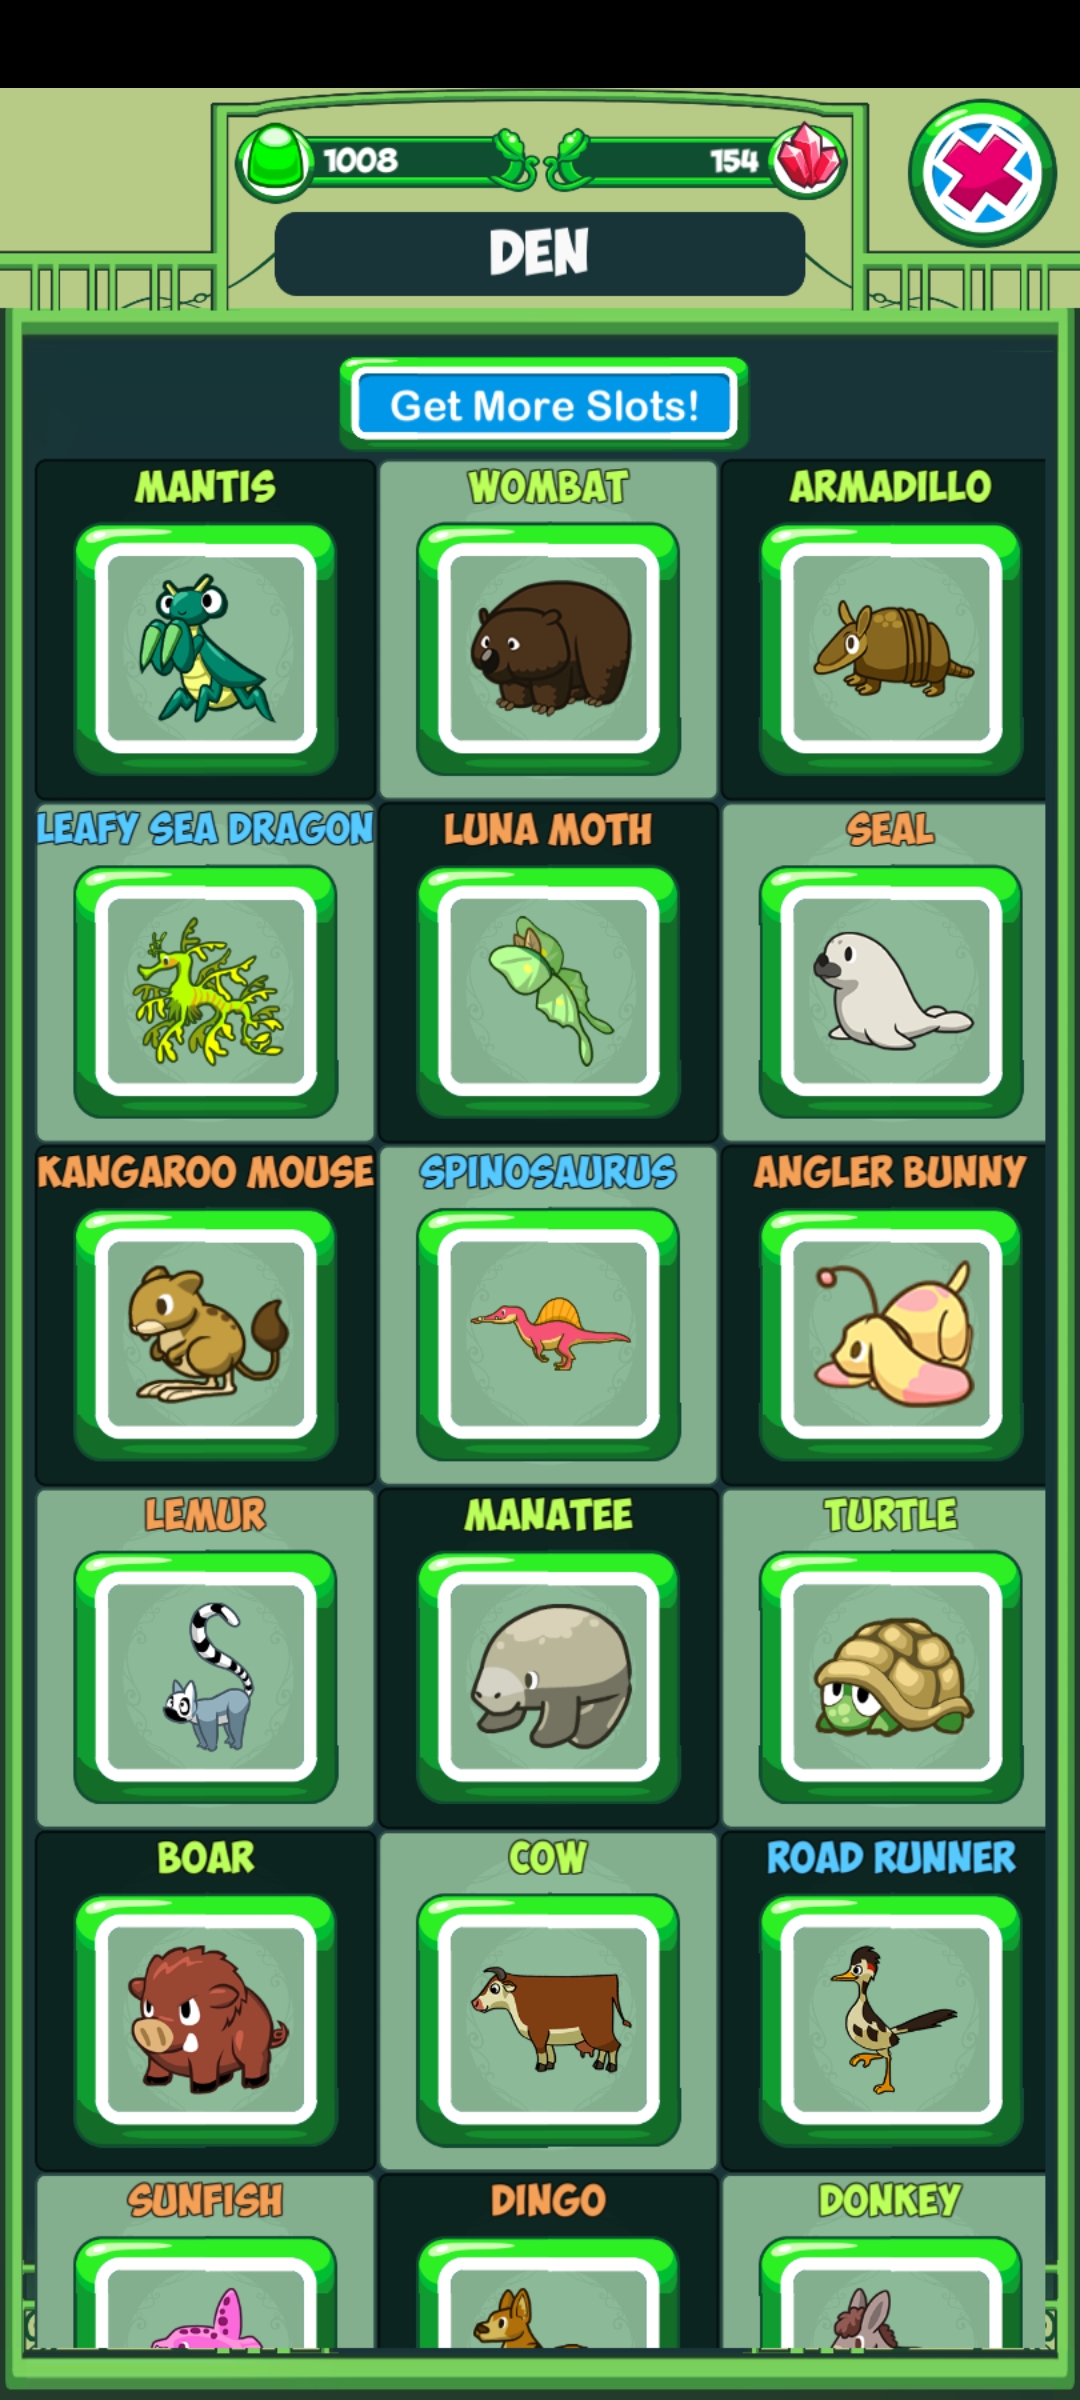 1008
154
DEN
Get More Slots!
MANTIS
WOMBAT
ARMADILLO
LEAFY SEA DRAGON
LUNA MOTH
SEAL
KANGAROO MOUSE
SPINOSAURUS
ANGLER BUNNY
LEMUR
MANATEE
TURTLE
BOAR
COW
ROAD RUNNER
SUNFISH
DINGO
DONKEY